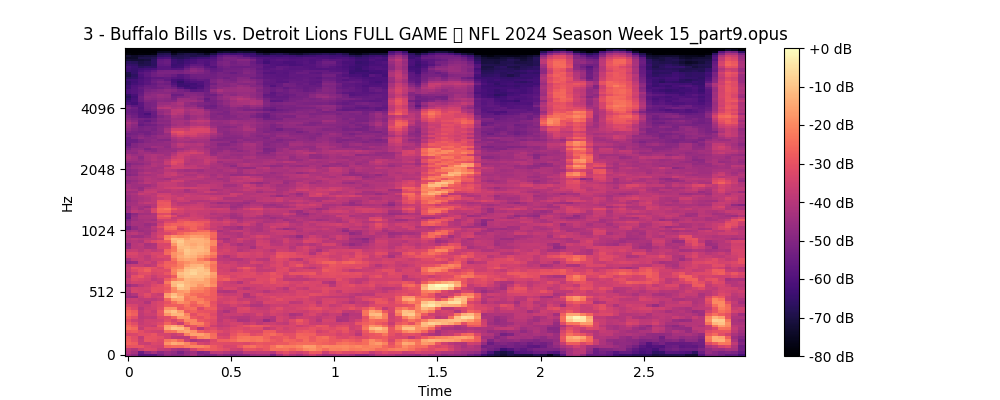 3 - Buffalo Bills vs. Detroit Lions FULL GAME ▯ NFL 2024 Season Week 15_part9.opus
+0 dB
4096
-10 dB
-20 dB
2048
-30 dB
Hz
-40 dB
1024
-50 dB
512
-60 dB
-70 dB
0
-80 dB
0 0.5 1 1.5 2 2.5
Time